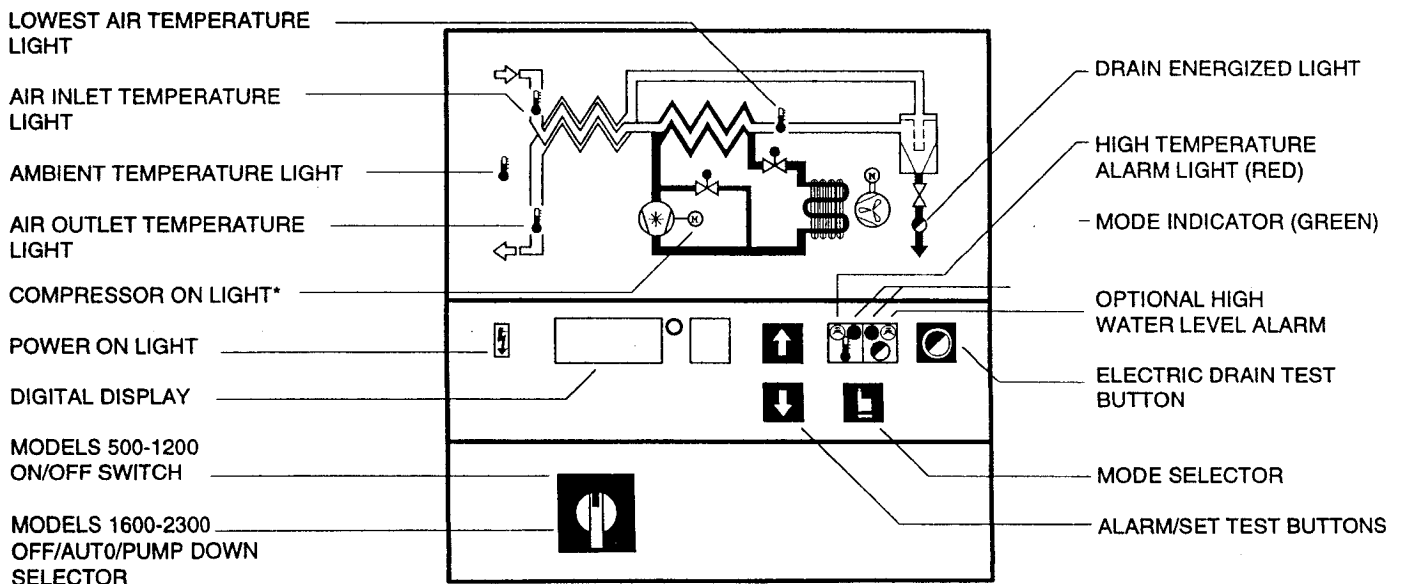 LOWEST AIR TEMPERATURE
LIGHT
AIR INLET TEMPERATURE
LIGHT
AMBIENT TEMPERATURE LIGHT
AIR OUTLET TEMPERATURE
LIGHT
COMPRESSOR ON LIGHT*
POWER ON LIGHT
DIGITAL DISPLAY
MODELS 500-1200
ON/OFF SWITCH
MODELS 1600-2300
OFF/AUTO/PUMP DOWN
SELECTOR
M
M
DRAIN ENERGIZED LIGHT
HIGH TEMPERATURE
ALARM LIGHT (RED)
MODE INDICATOR (GREEN)
OPTIONAL HIGH
WATER LEVEL ALARM
ELECTRIC DRAIN TEST
BUTTON
MODE SELECTOR
ALARM/SET TEST BUTTONS